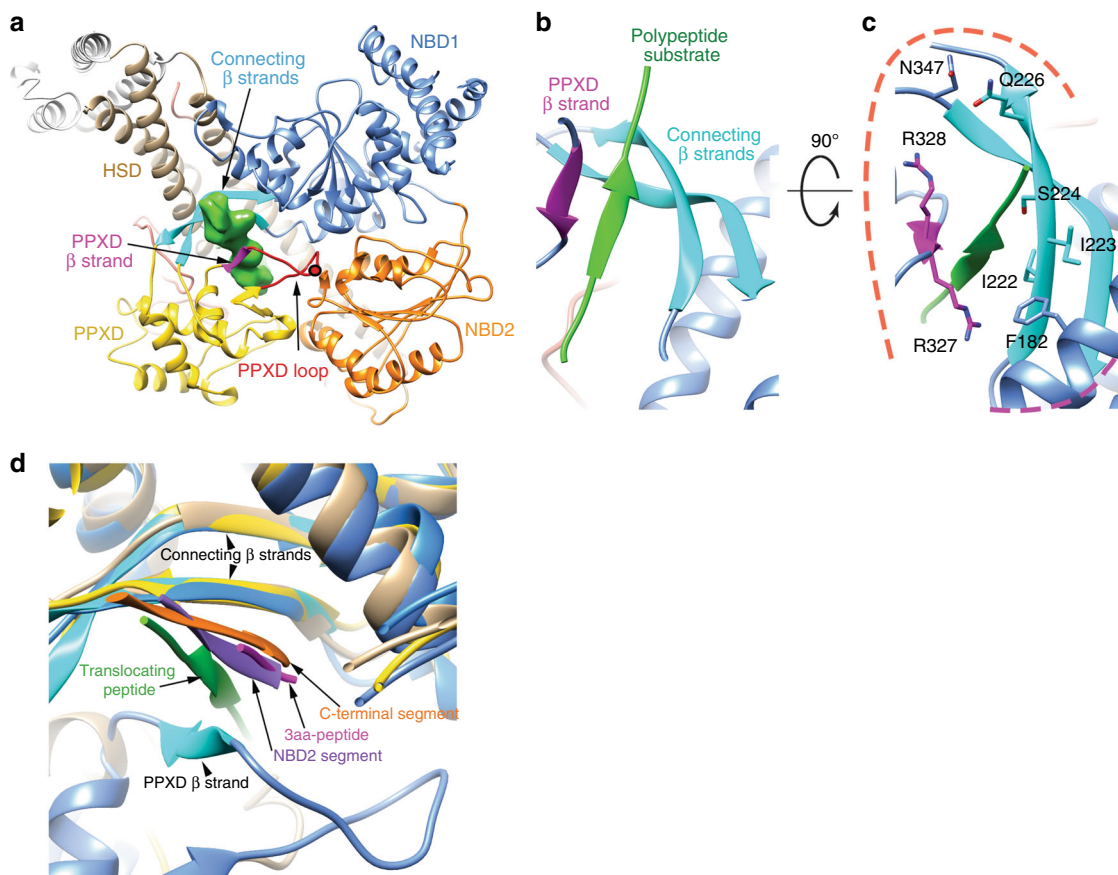 a
Connecting
β strands
NBD1
HSD
PPXD
β strand
PPXD
NBD2
PPXD loop
b
Polypeptide
substrate
PPXD
β strand
Connecting
β strands
90°
c
N347
Q226
R328
S224
I223
I222
R327
F182
d
Connecting β strands
Translocating
peptide
C-terminal segment
3aa-peptide
NBD2 segment
PPXD β strand